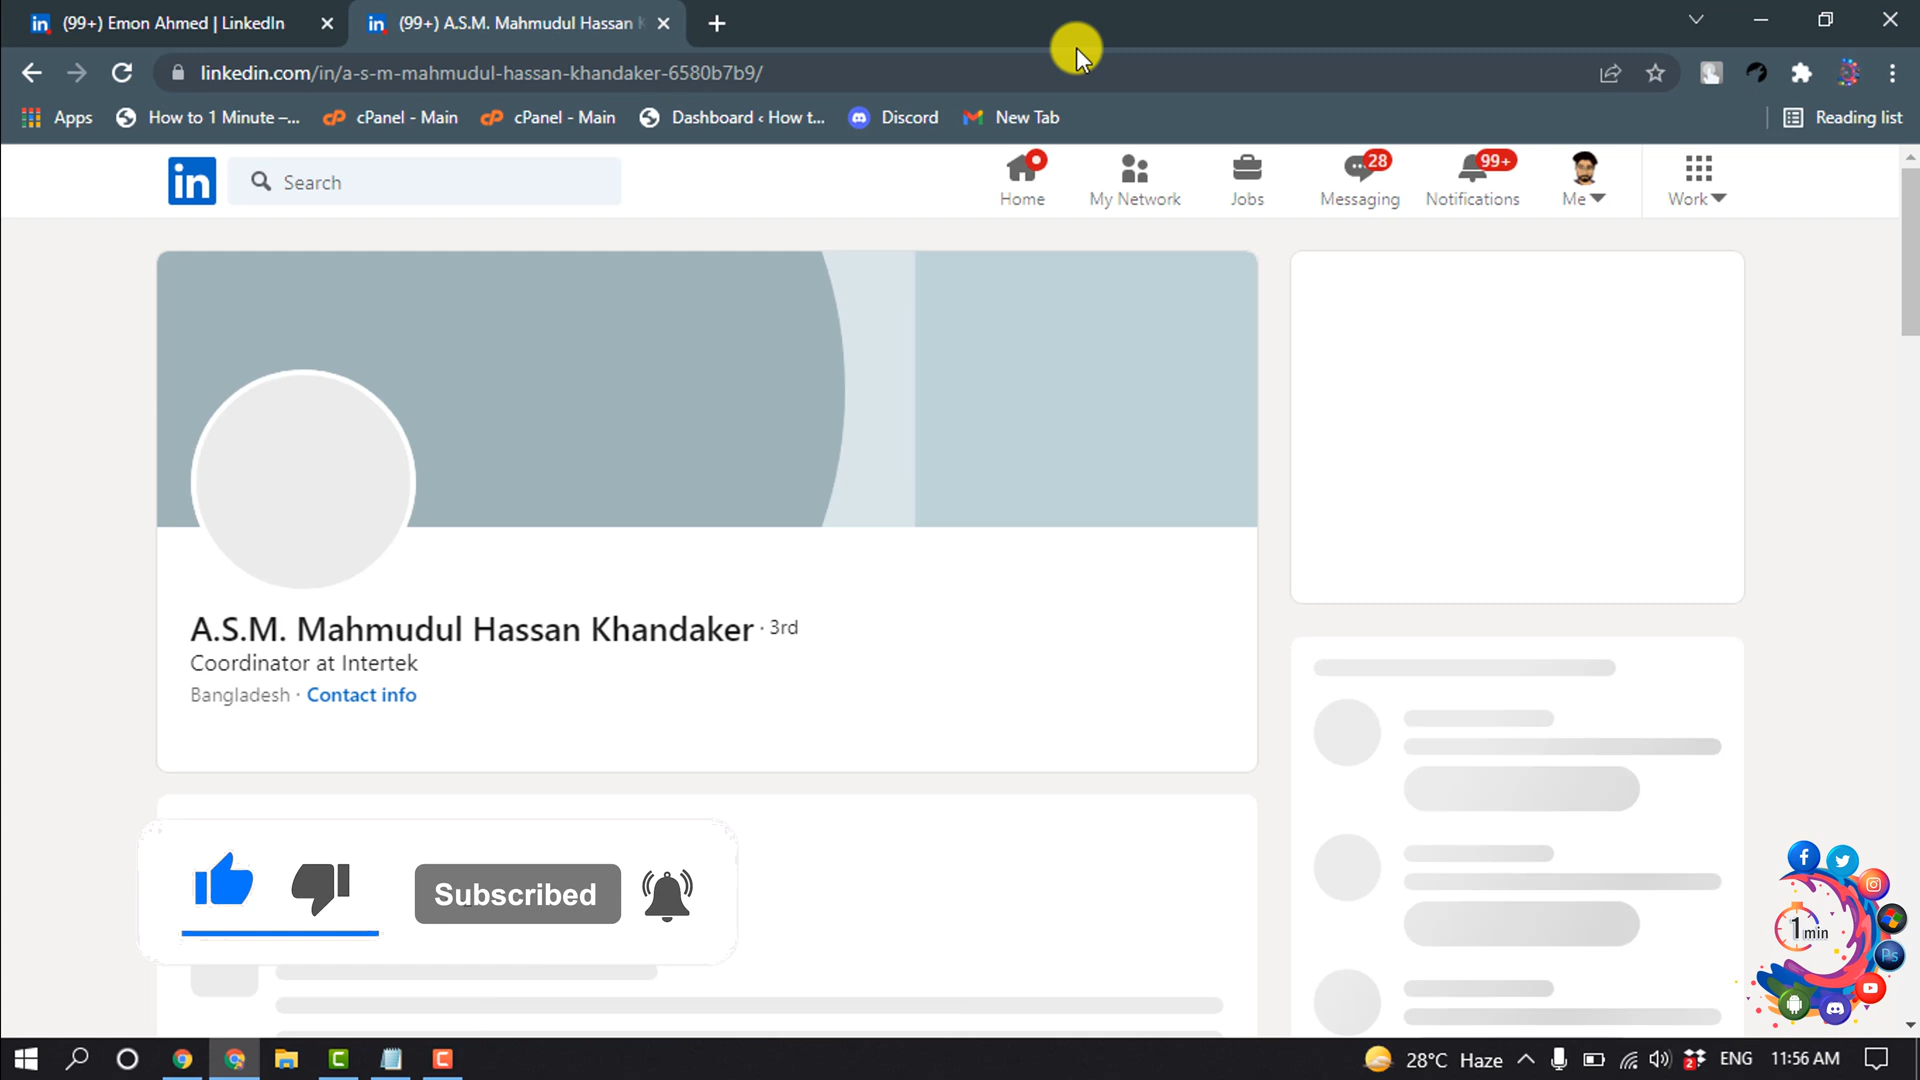 (99+) Emon Ahmed | LinkedIn
(99+) A.S.M. Mahmudul Hassan
linkedin.com/in/a-s-m-mahmudul-hassan-khandaker-6580b7b9/
Apps
How to 1 Minute –...
cPanel - Main
cPanel - Main
Dashboard ‹ How t...
Discord
New Tab
Reading list
in
Search
Home
My Network
Jobs
28
Messaging
99+
Notifications
Me
Work
A.S.M. Mahmudul Hassan Khandaker · 3rd
Coordinator at Intertek
Bangladesh · Contact info
Subscribed
1 min
Ps
28°C Haze
2
ENG
11:56 AM